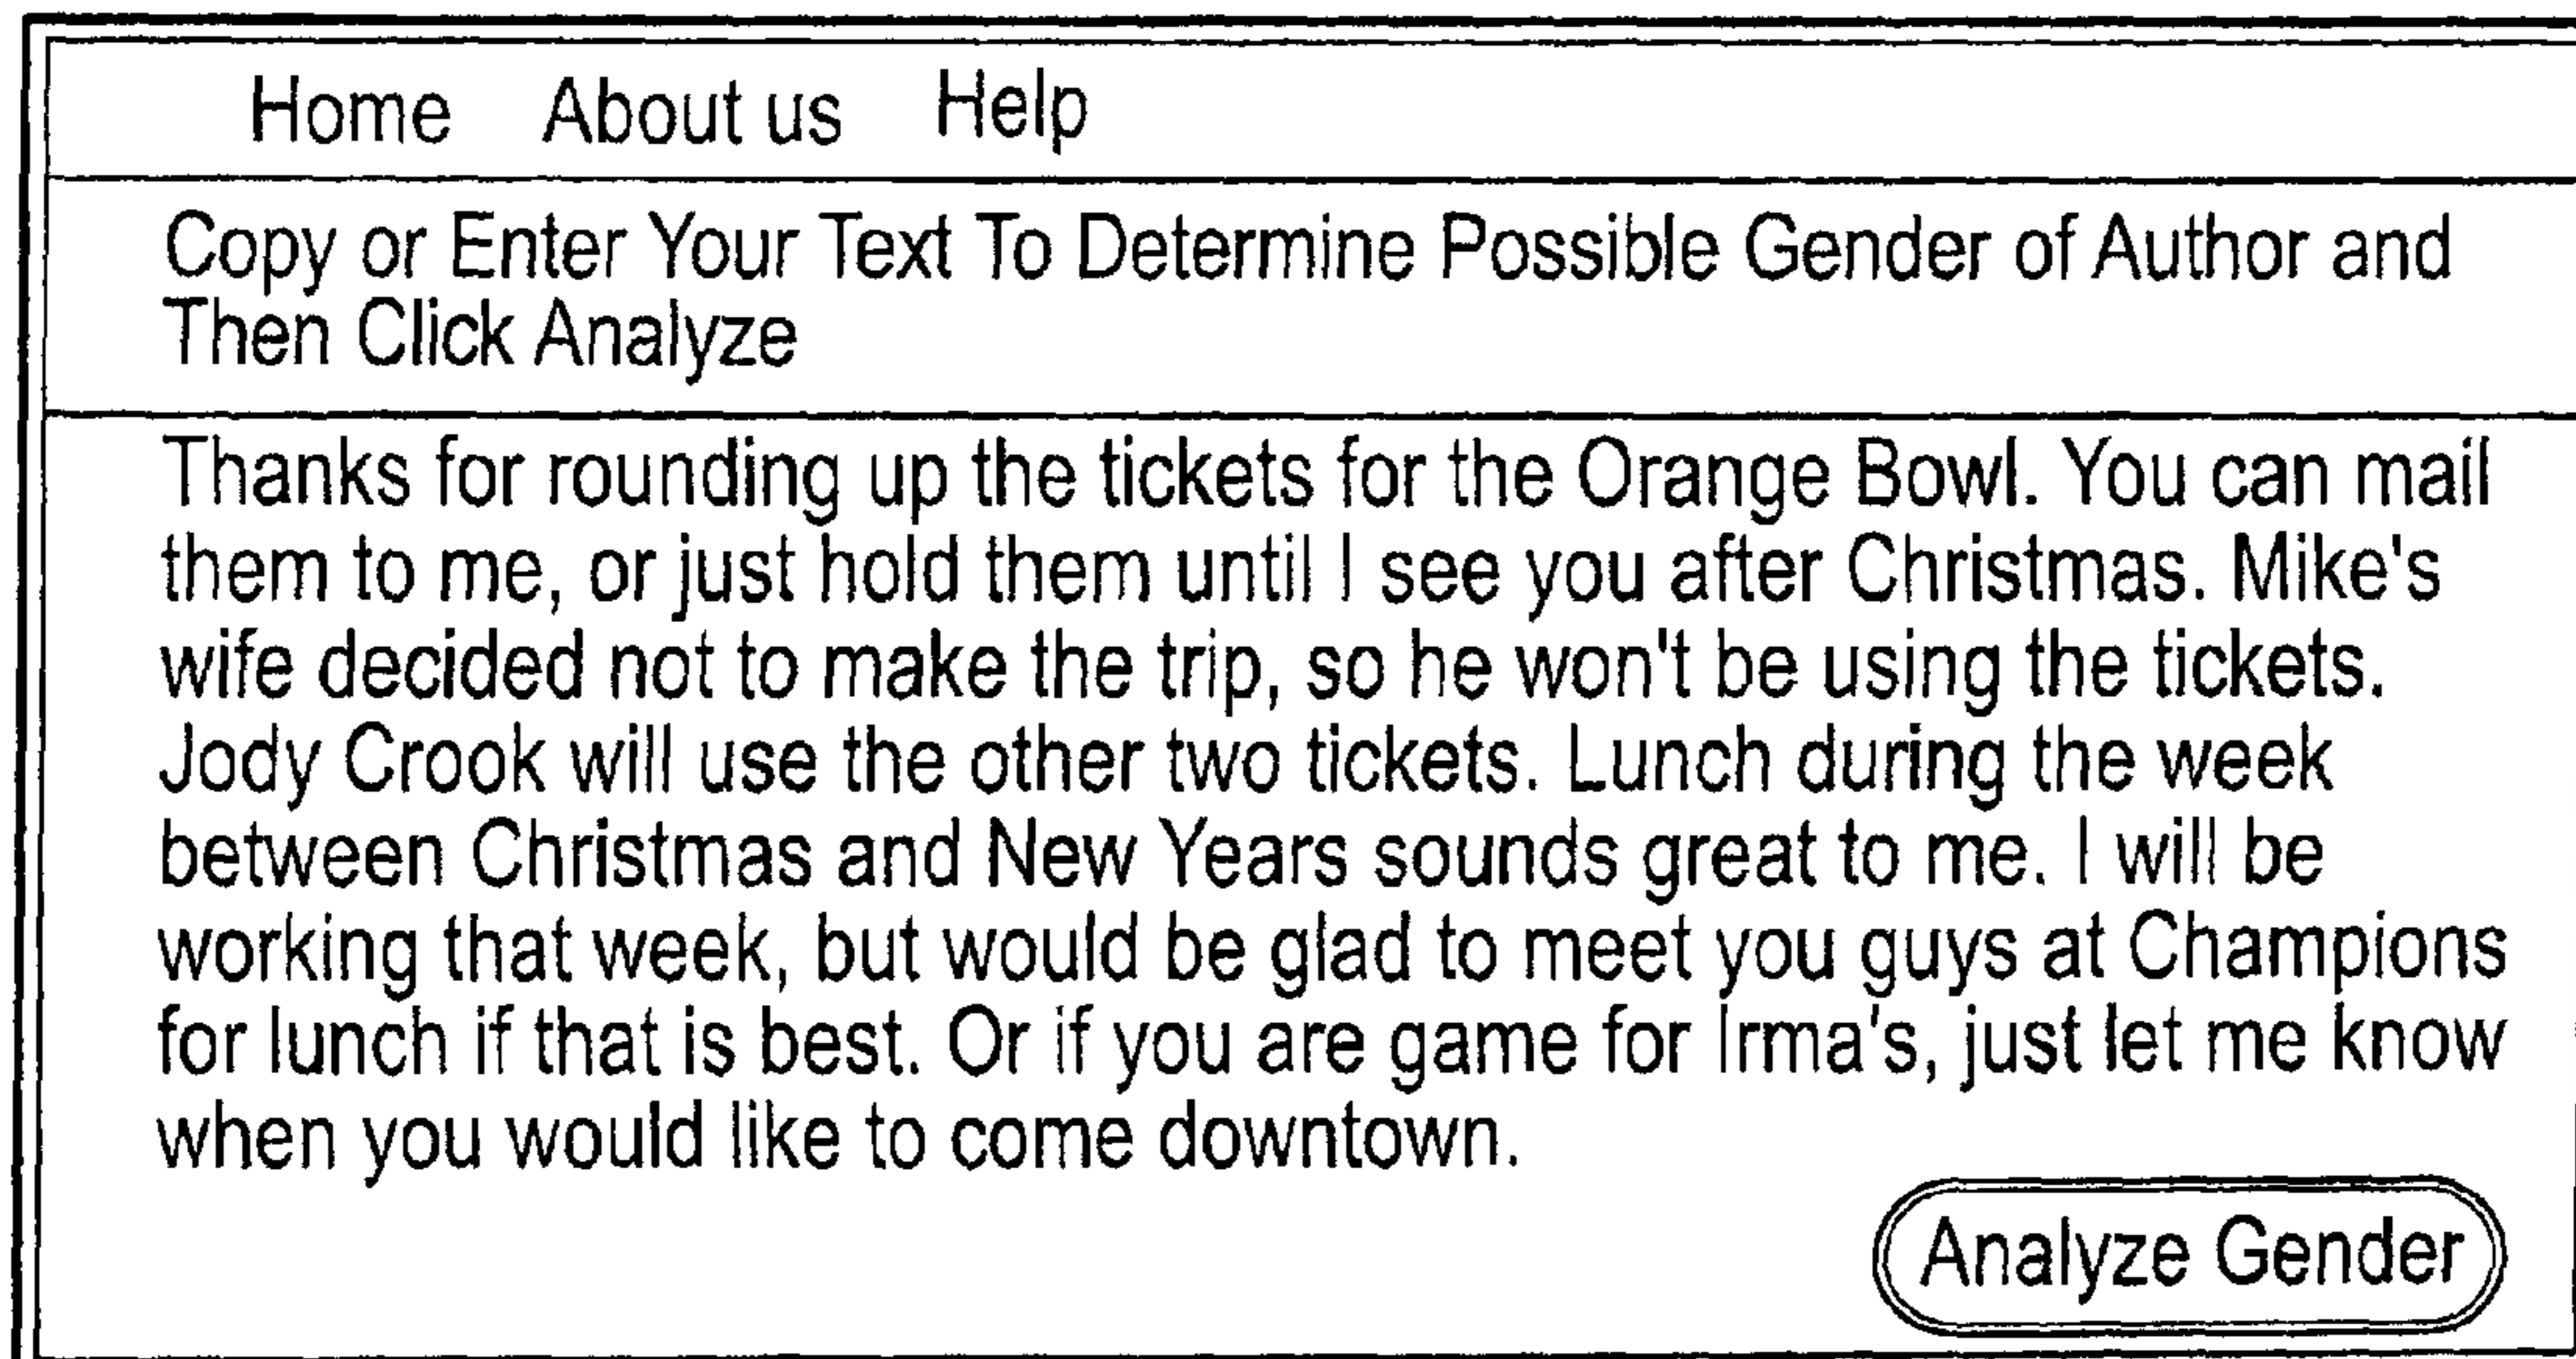 Home About us Help
Copy or Enter Your Text To Determine Possible Gender of Author and
Then Click Analyze
Thanks for rounding up the tickets for the Orange Bowl. You can mail
them to me, or just hold them until I see you after Christmas. Mike's
wife decided not to make the trip, so he won't be using the tickets.
Jody Crook will use the other two tickets. Lunch during the week
between Christmas and New Years sounds great to me. I will be
working that week, but would be glad to meet you guys at Champions
for lunch if that is best. Or if you are game for Irma's, just let me know
when you would like to come downtown.
Analyze Gender